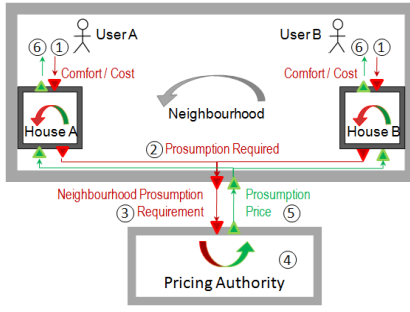 ⑥ ① User A
User B ⑥ ①
Comfort / Cost
Comfort / Cost
Neighbourhood
House A
House B
② Prosumption Required
Neighbourhood Prosumption
③ Requirement
Prosumption
Price ⑤
④
Pricing Authority